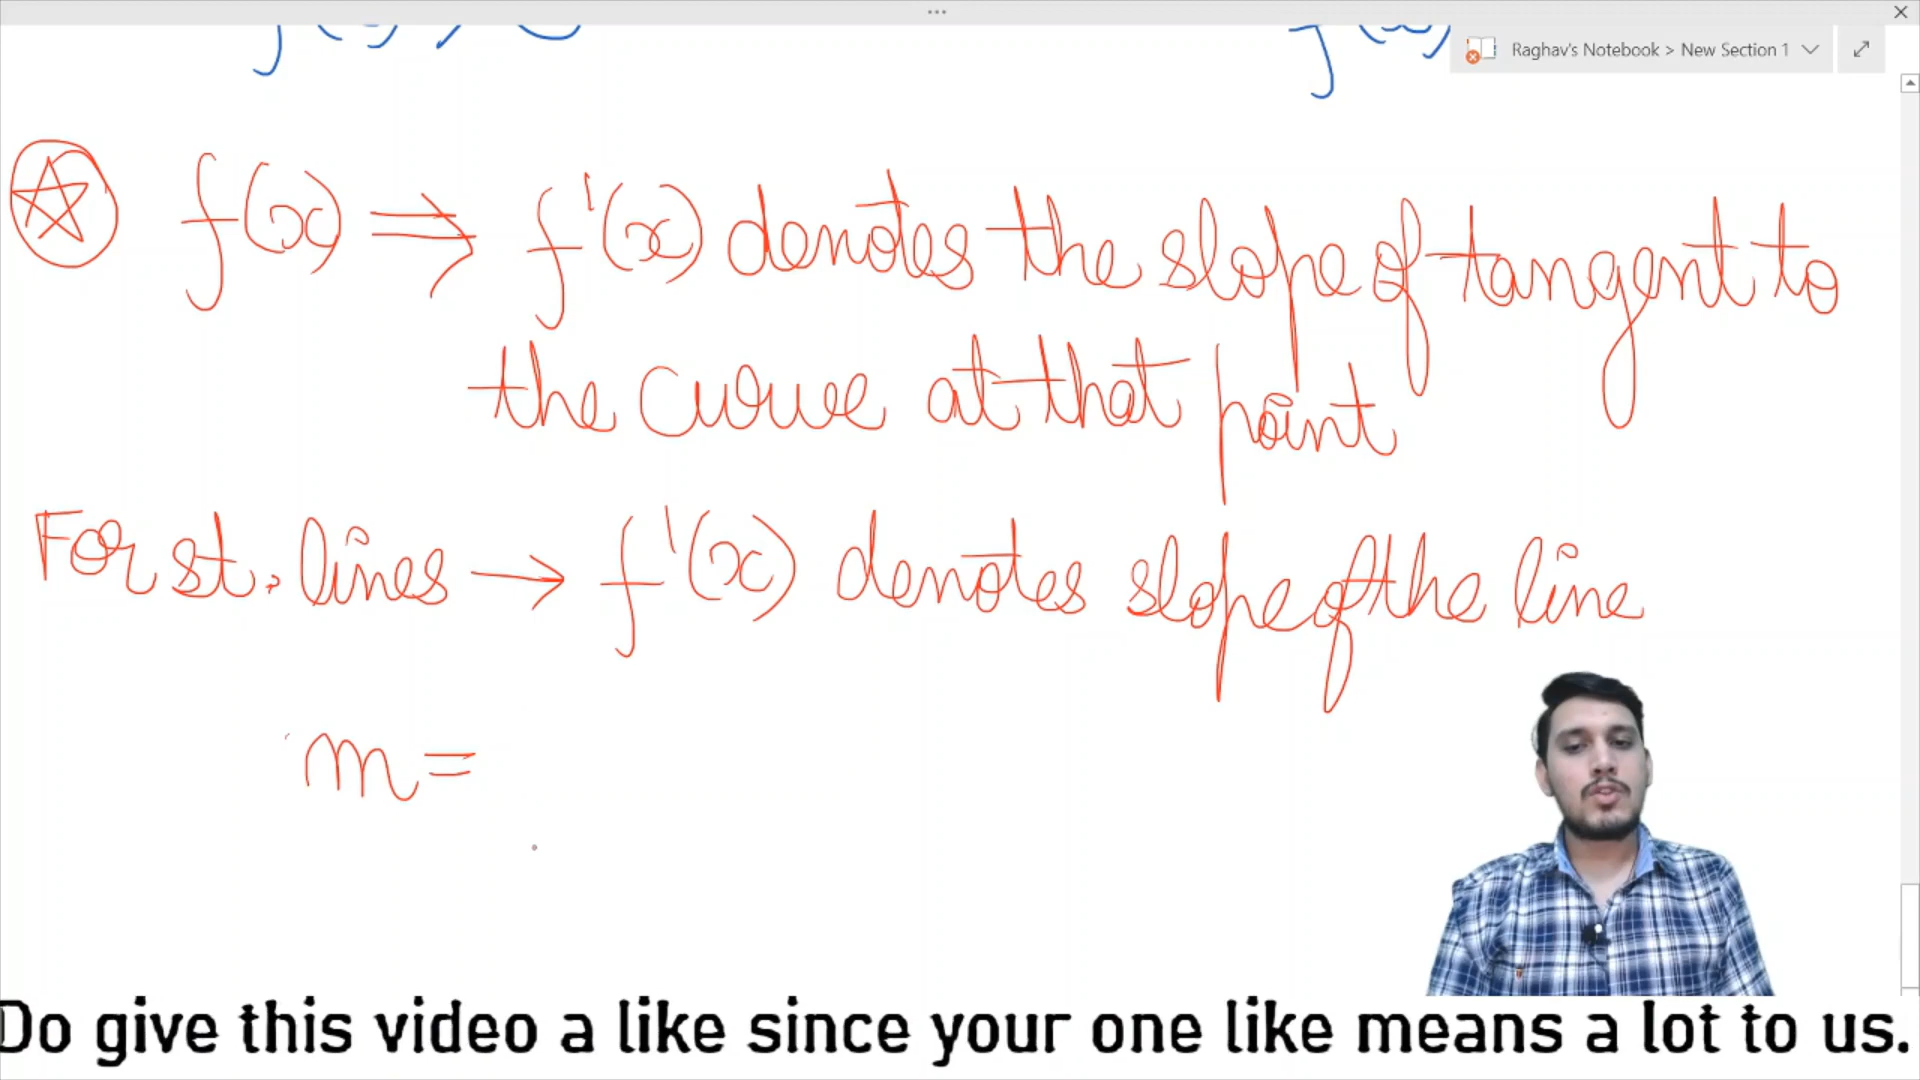 Raghav's Notebook > New Section 1
f(x) ⇒ f'(x) denotes the slope of tangent to
the curve at that point
For st. lines → f'(x) denotes slope of the line
m =
Do give this video a like since your one like means a lot to us.